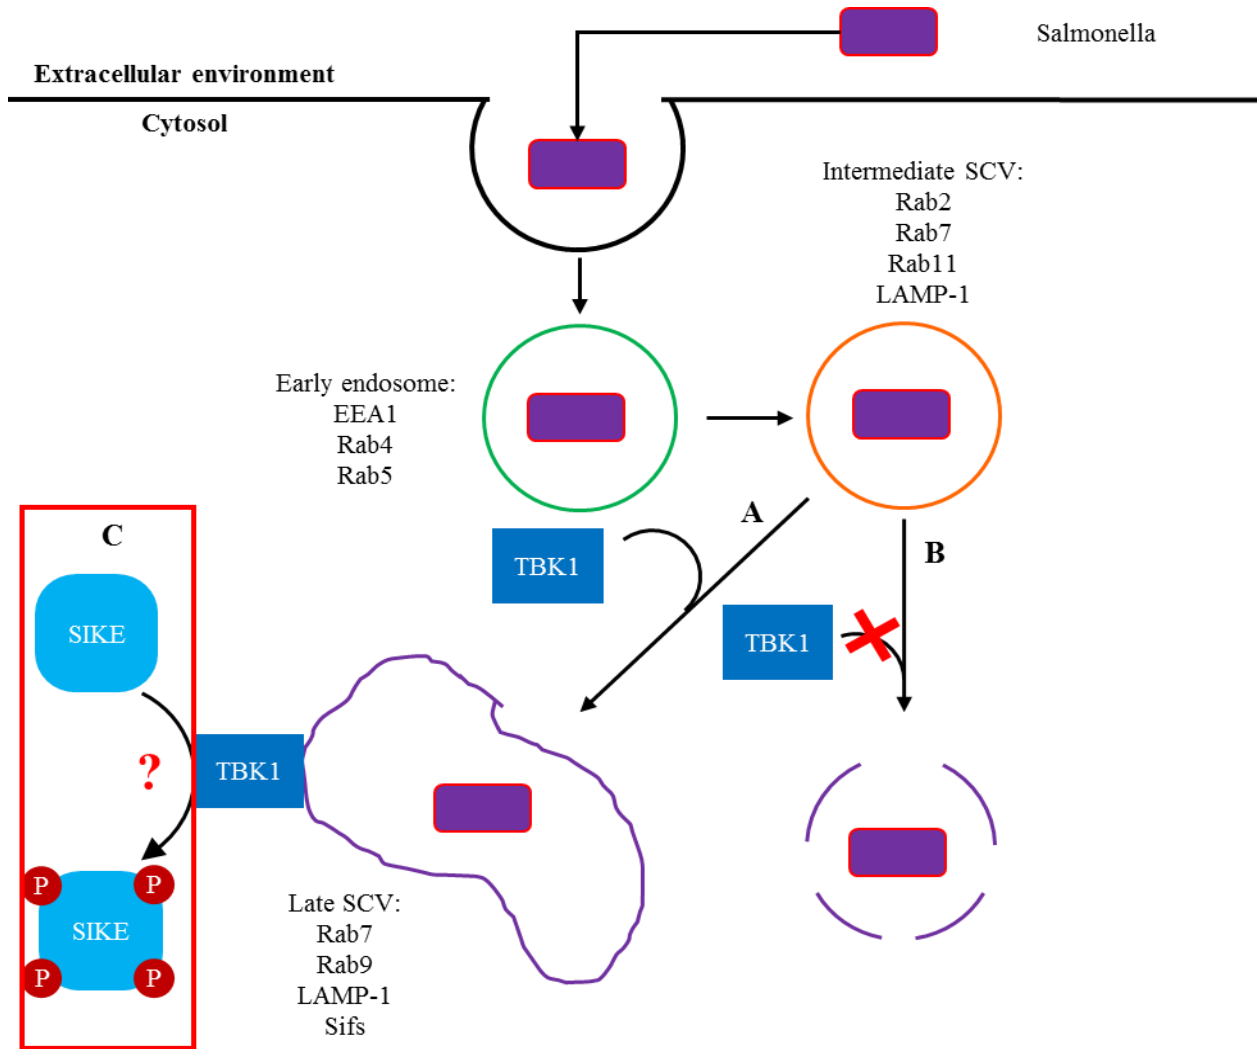 Salmonella
Extracellular environment
Cytosol
Intermediate SCV:
Rab2
Rab7
Rab11
LAMP-1
Early endosome:
EEA1
Rab4
Rab5
A
B
C
TBK1
TBK1
SIKE
?
TBK1
P
P
SIKE
P
P
Late SCV:
Rab7
Rab9
LAMP-1
Sifs